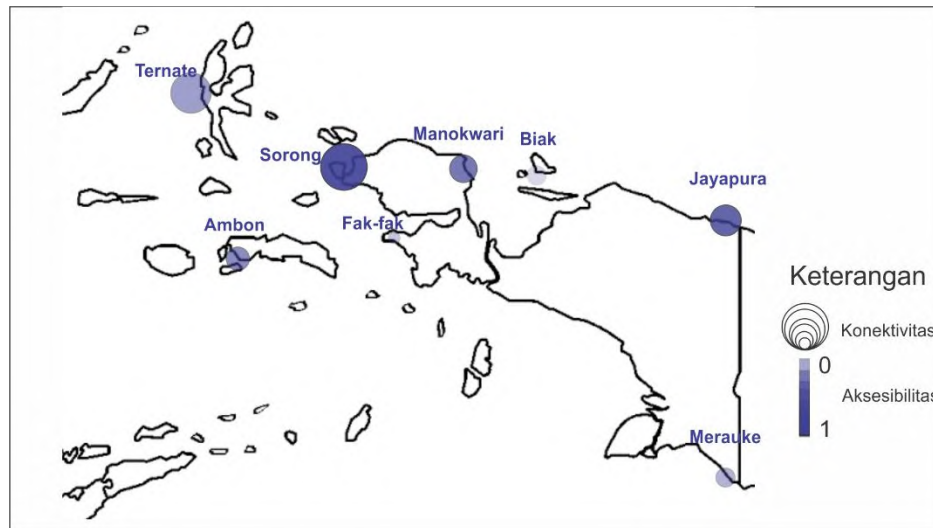 Ternate
Sorong
Manokwari
Biak
Jayapura
Ambon
Fak-fak
Keterangan
Konektivitas
0
Aksesibilitas
1
Merauke